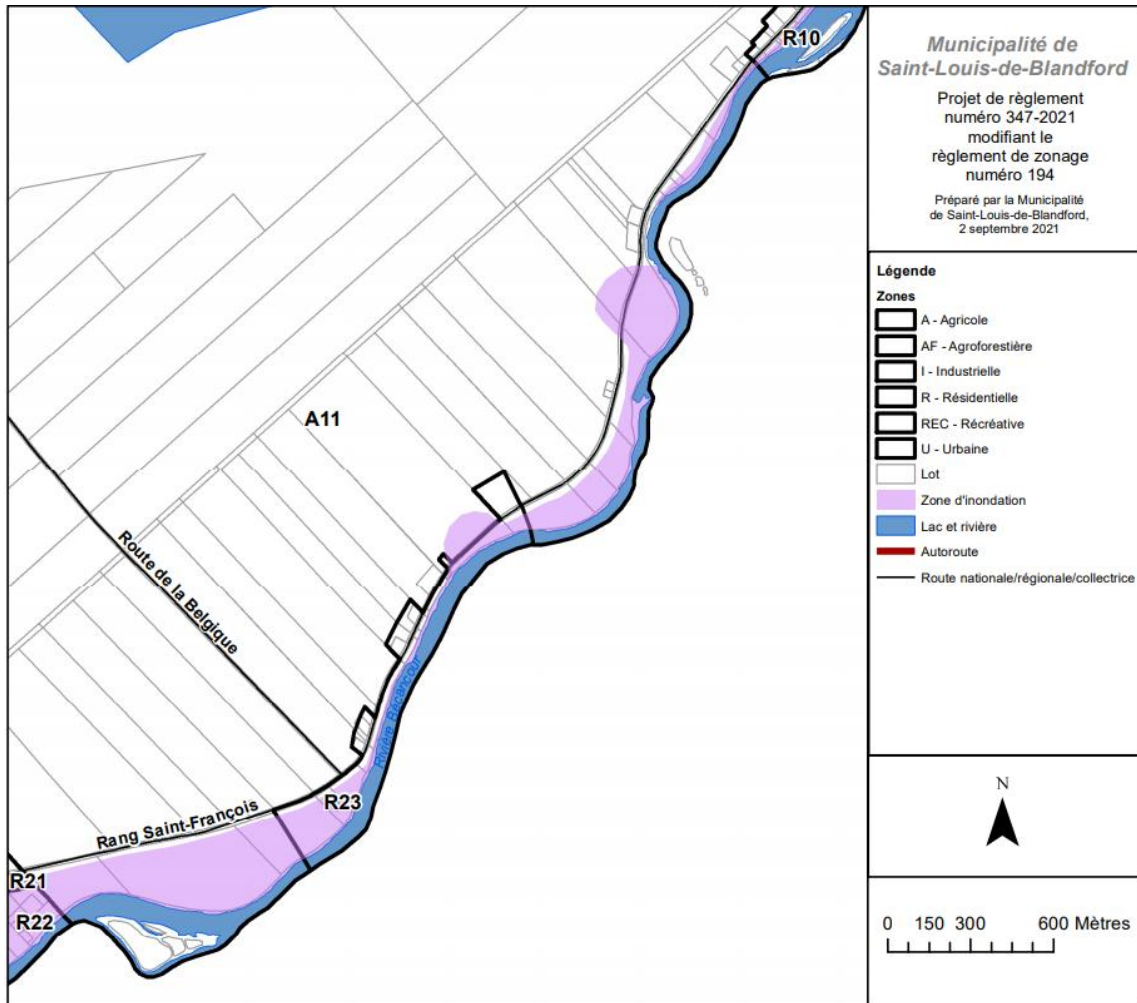 R10
A11
Route de la Belgique
Rivière Bécancour
R23
Rang Saint-François
R21
R22
Municipalité de
Saint-Louis-de-Blandford
Projet de règlement
numéro 347-2021
modifiant le
règlement de zonage
numéro 194
Préparé par la Municipalité
de Saint-Louis-de-Blandford,
2 septembre 2021
Légende
Zones
A - Agricole
AF - Agroforestière
I - Industrielle
R - Résidentielle
REC - Récréative
U - Urbaine
Lot
Zone d'inondation
Lac et rivière
Autoroute
Route nationale/régionale/collectrice
N
0 150 300 600 Mètres